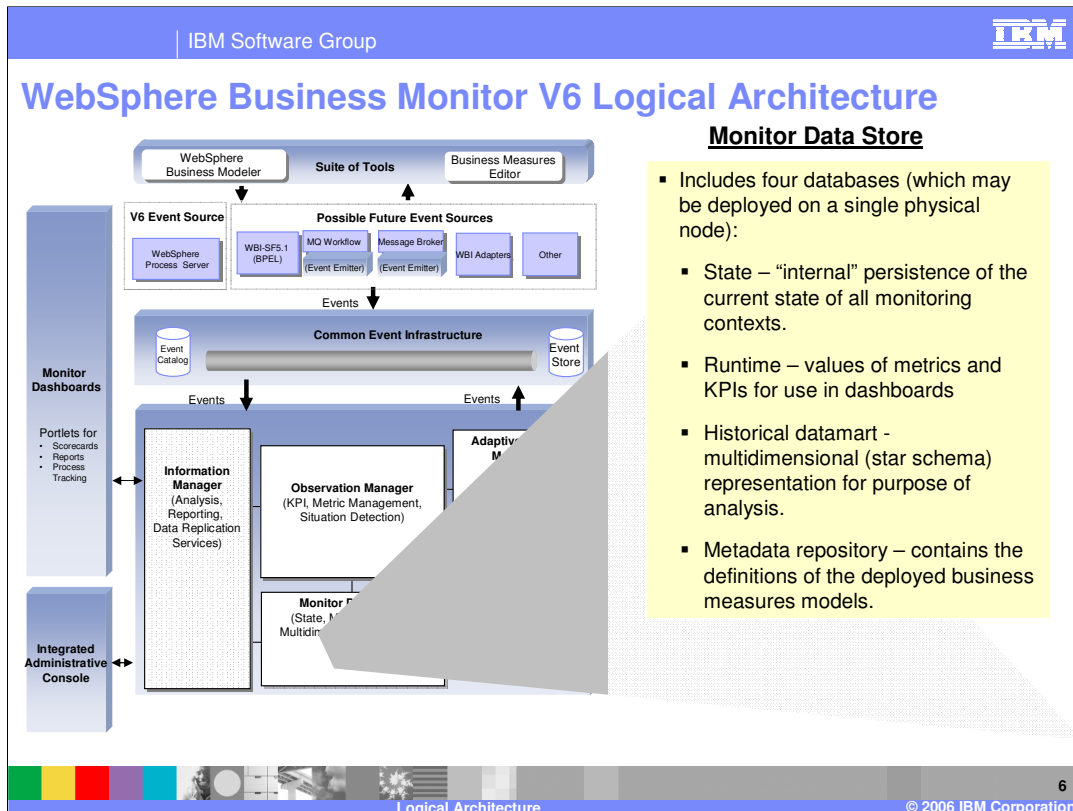 IBM Software Group
IBM
WebSphere Business Monitor V6 Logical Architecture
WebSphere
Business Modeler
Suite of Tools
Business Measures
Editor
V6 Event Source
WebSphere
Process Server
Possible Future Event Sources
WBI-SF5.1
(BPEL)
MQ Workflow
(Event Emitter)
Message Broker
(Event Emitter)
WBI Adapters
Other
Events
Common Event Infrastructure
Event
Catalog
Event
Store
Events
Events
Monitor
Dashboards
Portlets for
• Scorecards
• Reports
• Process
Tracking
Information
Manager
(Analysis,
Reporting,
Data Replication
Services)
Observation Manager
(KPI, Metric Management,
Situation Detection)
Adaptive
M
Monitor
(State, M
Multidim
Integrated
Administrative
Console
Monitor Data Store
▪ Includes four databases (which may
be deployed on a single physical
node):
▪ State – “internal” persistence of the
current state of all monitoring
contexts.
▪ Runtime – values of metrics and
KPIs for use in dashboards
▪ Historical datamart -
multidimensional (star schema)
representation for purpose of
analysis.
▪ Metadata repository – contains the
definitions of the deployed business
measures models.
6
Logical Architecture
© 2006 IBM Corporation